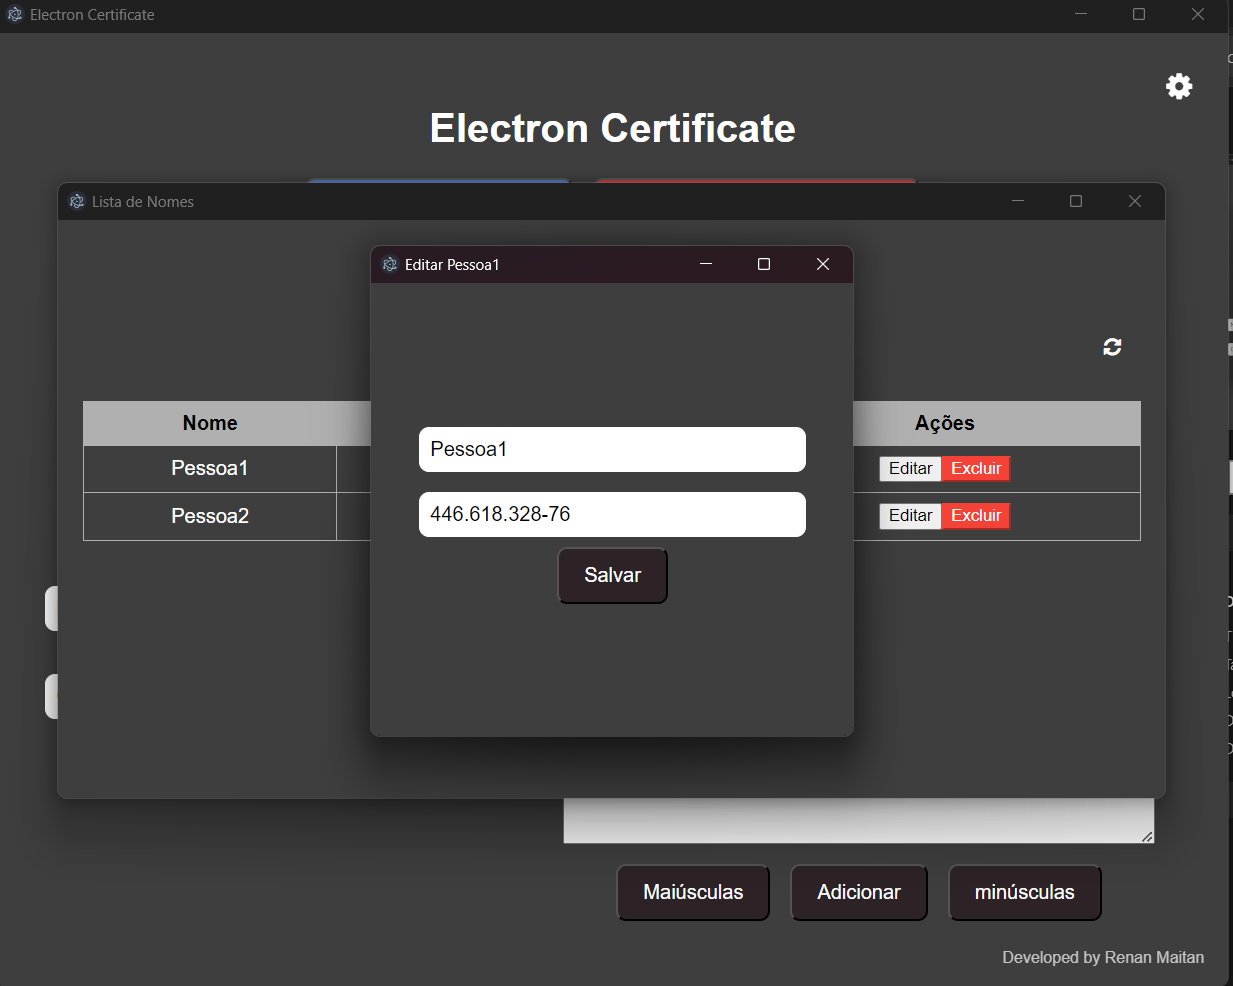 Electron Certificate
Electron Certificate
Lista de Nomes
Editar Pessoa1
Nome
Ações
Pessoa1
Editar Excluir
Pessoa2
Editar Excluir
Pessoa1
446.618.328-76
Salvar
Maiúsculas
Adicionar
minúsculas
Developed by Renan Maitan